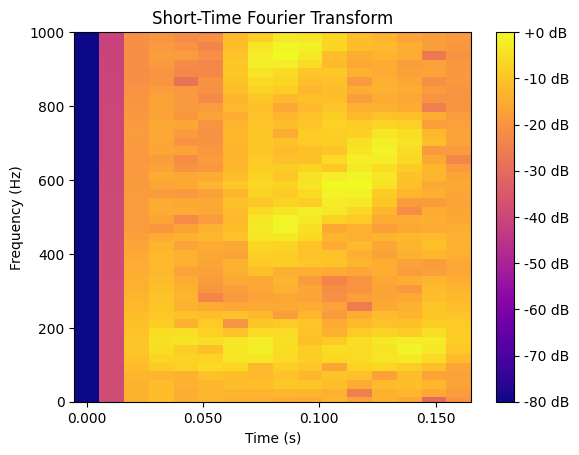 Short-Time Fourier Transform
1000
800
600
400
200
0
Frequency (Hz)
0.000
0.050
0.100
0.150
Time (s)
+0 dB
-10 dB
-20 dB
-30 dB
-40 dB
-50 dB
-60 dB
-70 dB
-80 dB